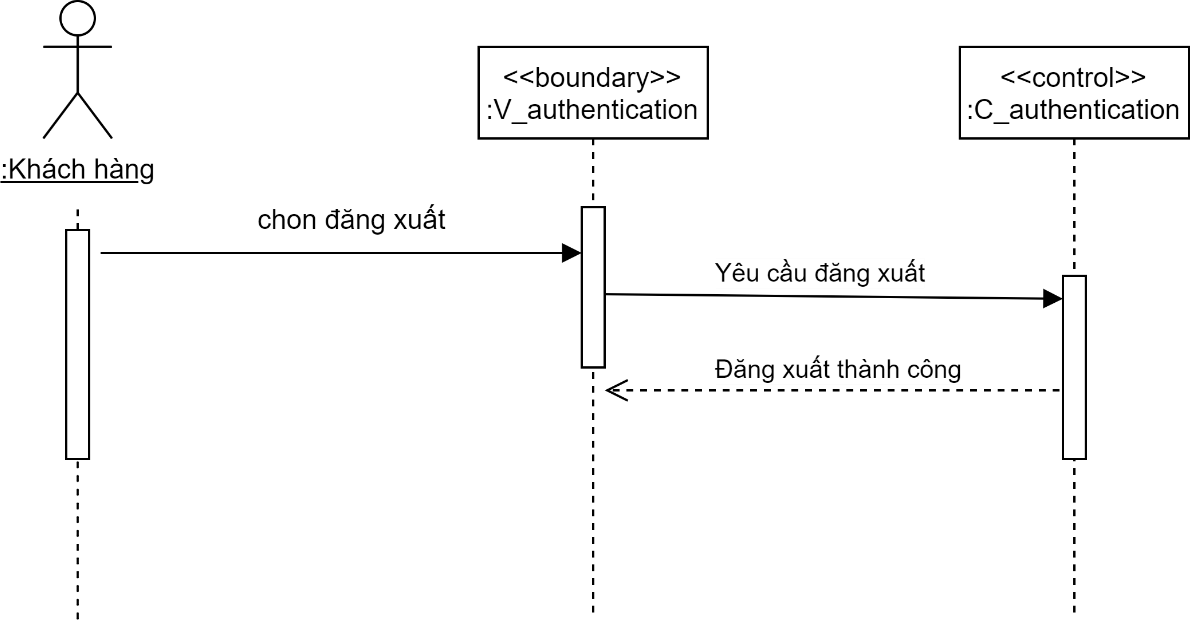 <<boundary>>
:V_authentication
<<control>>
:C_authentication
:Khách hàng
chon đăng xuất
Yêu cầu đăng xuất
Đăng xuất thành công